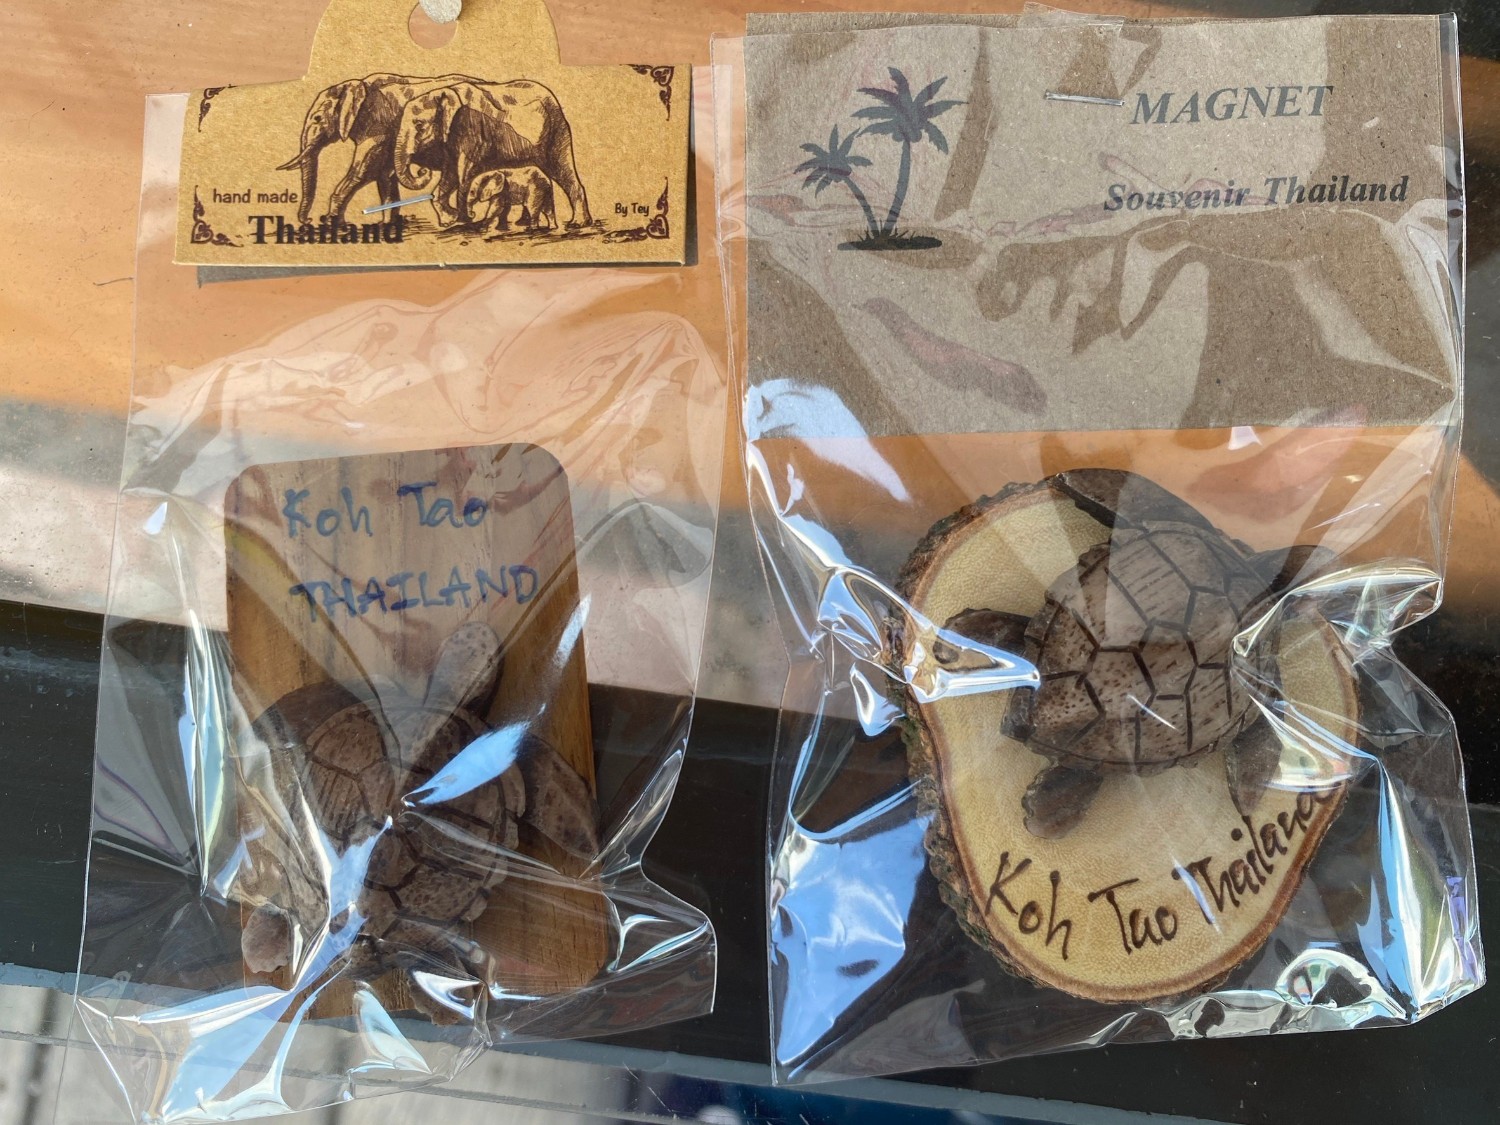 hand made
Thailand
By Tey
Koh Tao
THAILAND
MAGNET
Souvenir Thailand
Koh Tao Thailand